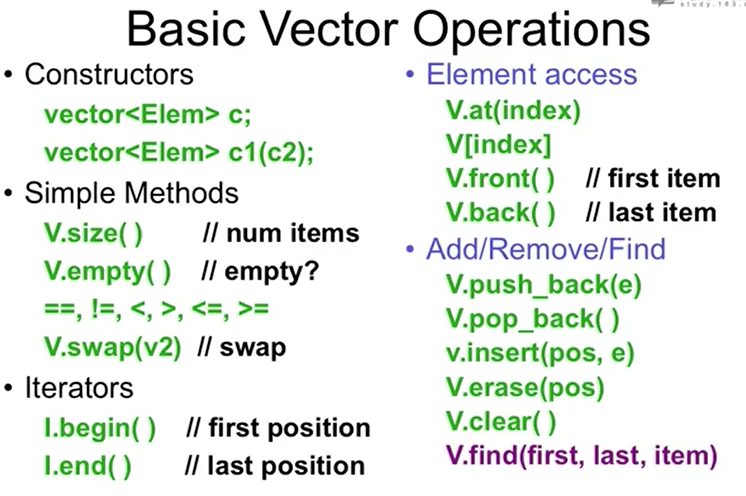 study.163.
Basic Vector Operations
• Constructors
vector<Elem> c;
vector<Elem> c1(c2);
• Simple Methods
V.size( ) // num items
V.empty( ) // empty?
==, !=, <, >, <=, >=
V.swap(v2) // swap
• Iterators
I.begin( ) // first position
I.end( ) // last position
• Element access
V.at(index)
V[index]
V.front( ) // first item
V.back( ) // last item
• Add/Remove/Find
V.push_back(e)
V.pop_back( )
v.insert(pos, e)
V.erase(pos)
V.clear( )
V.find(first, last, item)